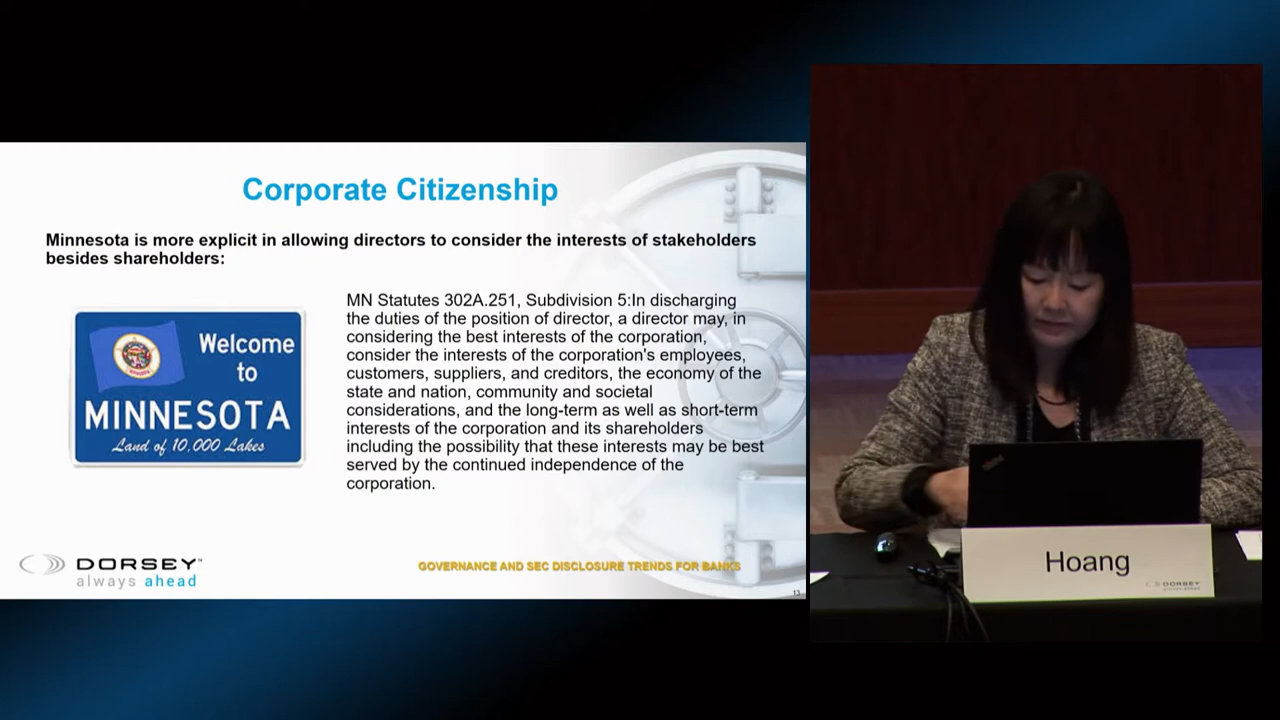 Corporate Citizenship
Minnesota is more explicit in allowing directors to consider the interests of stakeholders
besides shareholders:
Welcome
to
MINNESOTA
Land of 10,000 Lakes
MN Statutes 302A.251, Subdivision 5:In discharging
the duties of the position of director, a director may, in
considering the best interests of the corporation,
consider the interests of the corporation's employees,
customers, suppliers, and creditors, the economy of the
state and nation, community and societal
considerations, and the long-term as well as short-term
interests of the corporation and its shareholders
including the possibility that these interests may be best
served by the continued independence of the
corporation.
DORSEY™
always ahead
GOVERNANCE AND SEC DISCLOSURE TRENDS FOR BANKS
13
ThinkPad
Hoang
DORSEY
always ahead